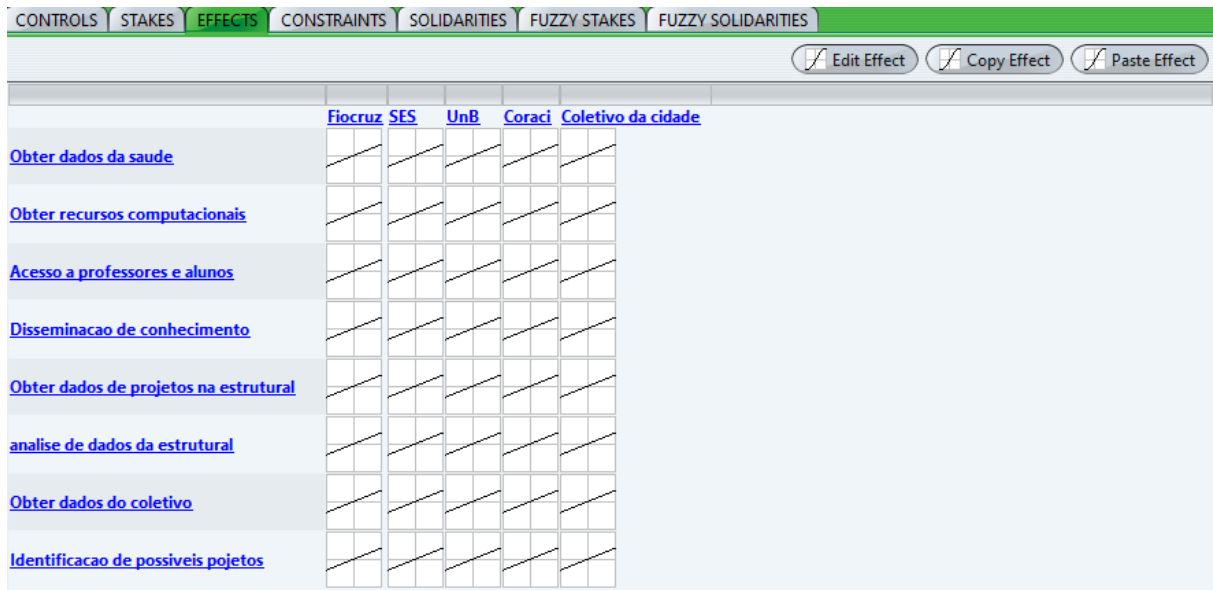 CONTROLS STAKES EFFECTS CONSTRAINTS SOLIDARITIES FUZZY STAKES FUZZY SOLIDARITIES
Edit Effect Copy Effect Paste Effect
Fiocruz SES UnB Coraci Coletivo da cidade
Obter dados da saude
Obter recursos computacionais
Acesso a professores e alunos
Disseminacao de conhecimento
Obter dados de projetos na estrutural
analise de dados da estrutural
Obter dados do coletivo
Identificacao de possiveis pojetos